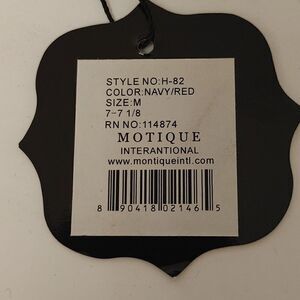 STYLE NO:H-82
COLOR:NAVY/RED
SIZE:M
7-7 1/8
RN NO:114874
MOTIQUE
INTERANTIONAL
www.montiqueintl.com
8 90418 02146 5